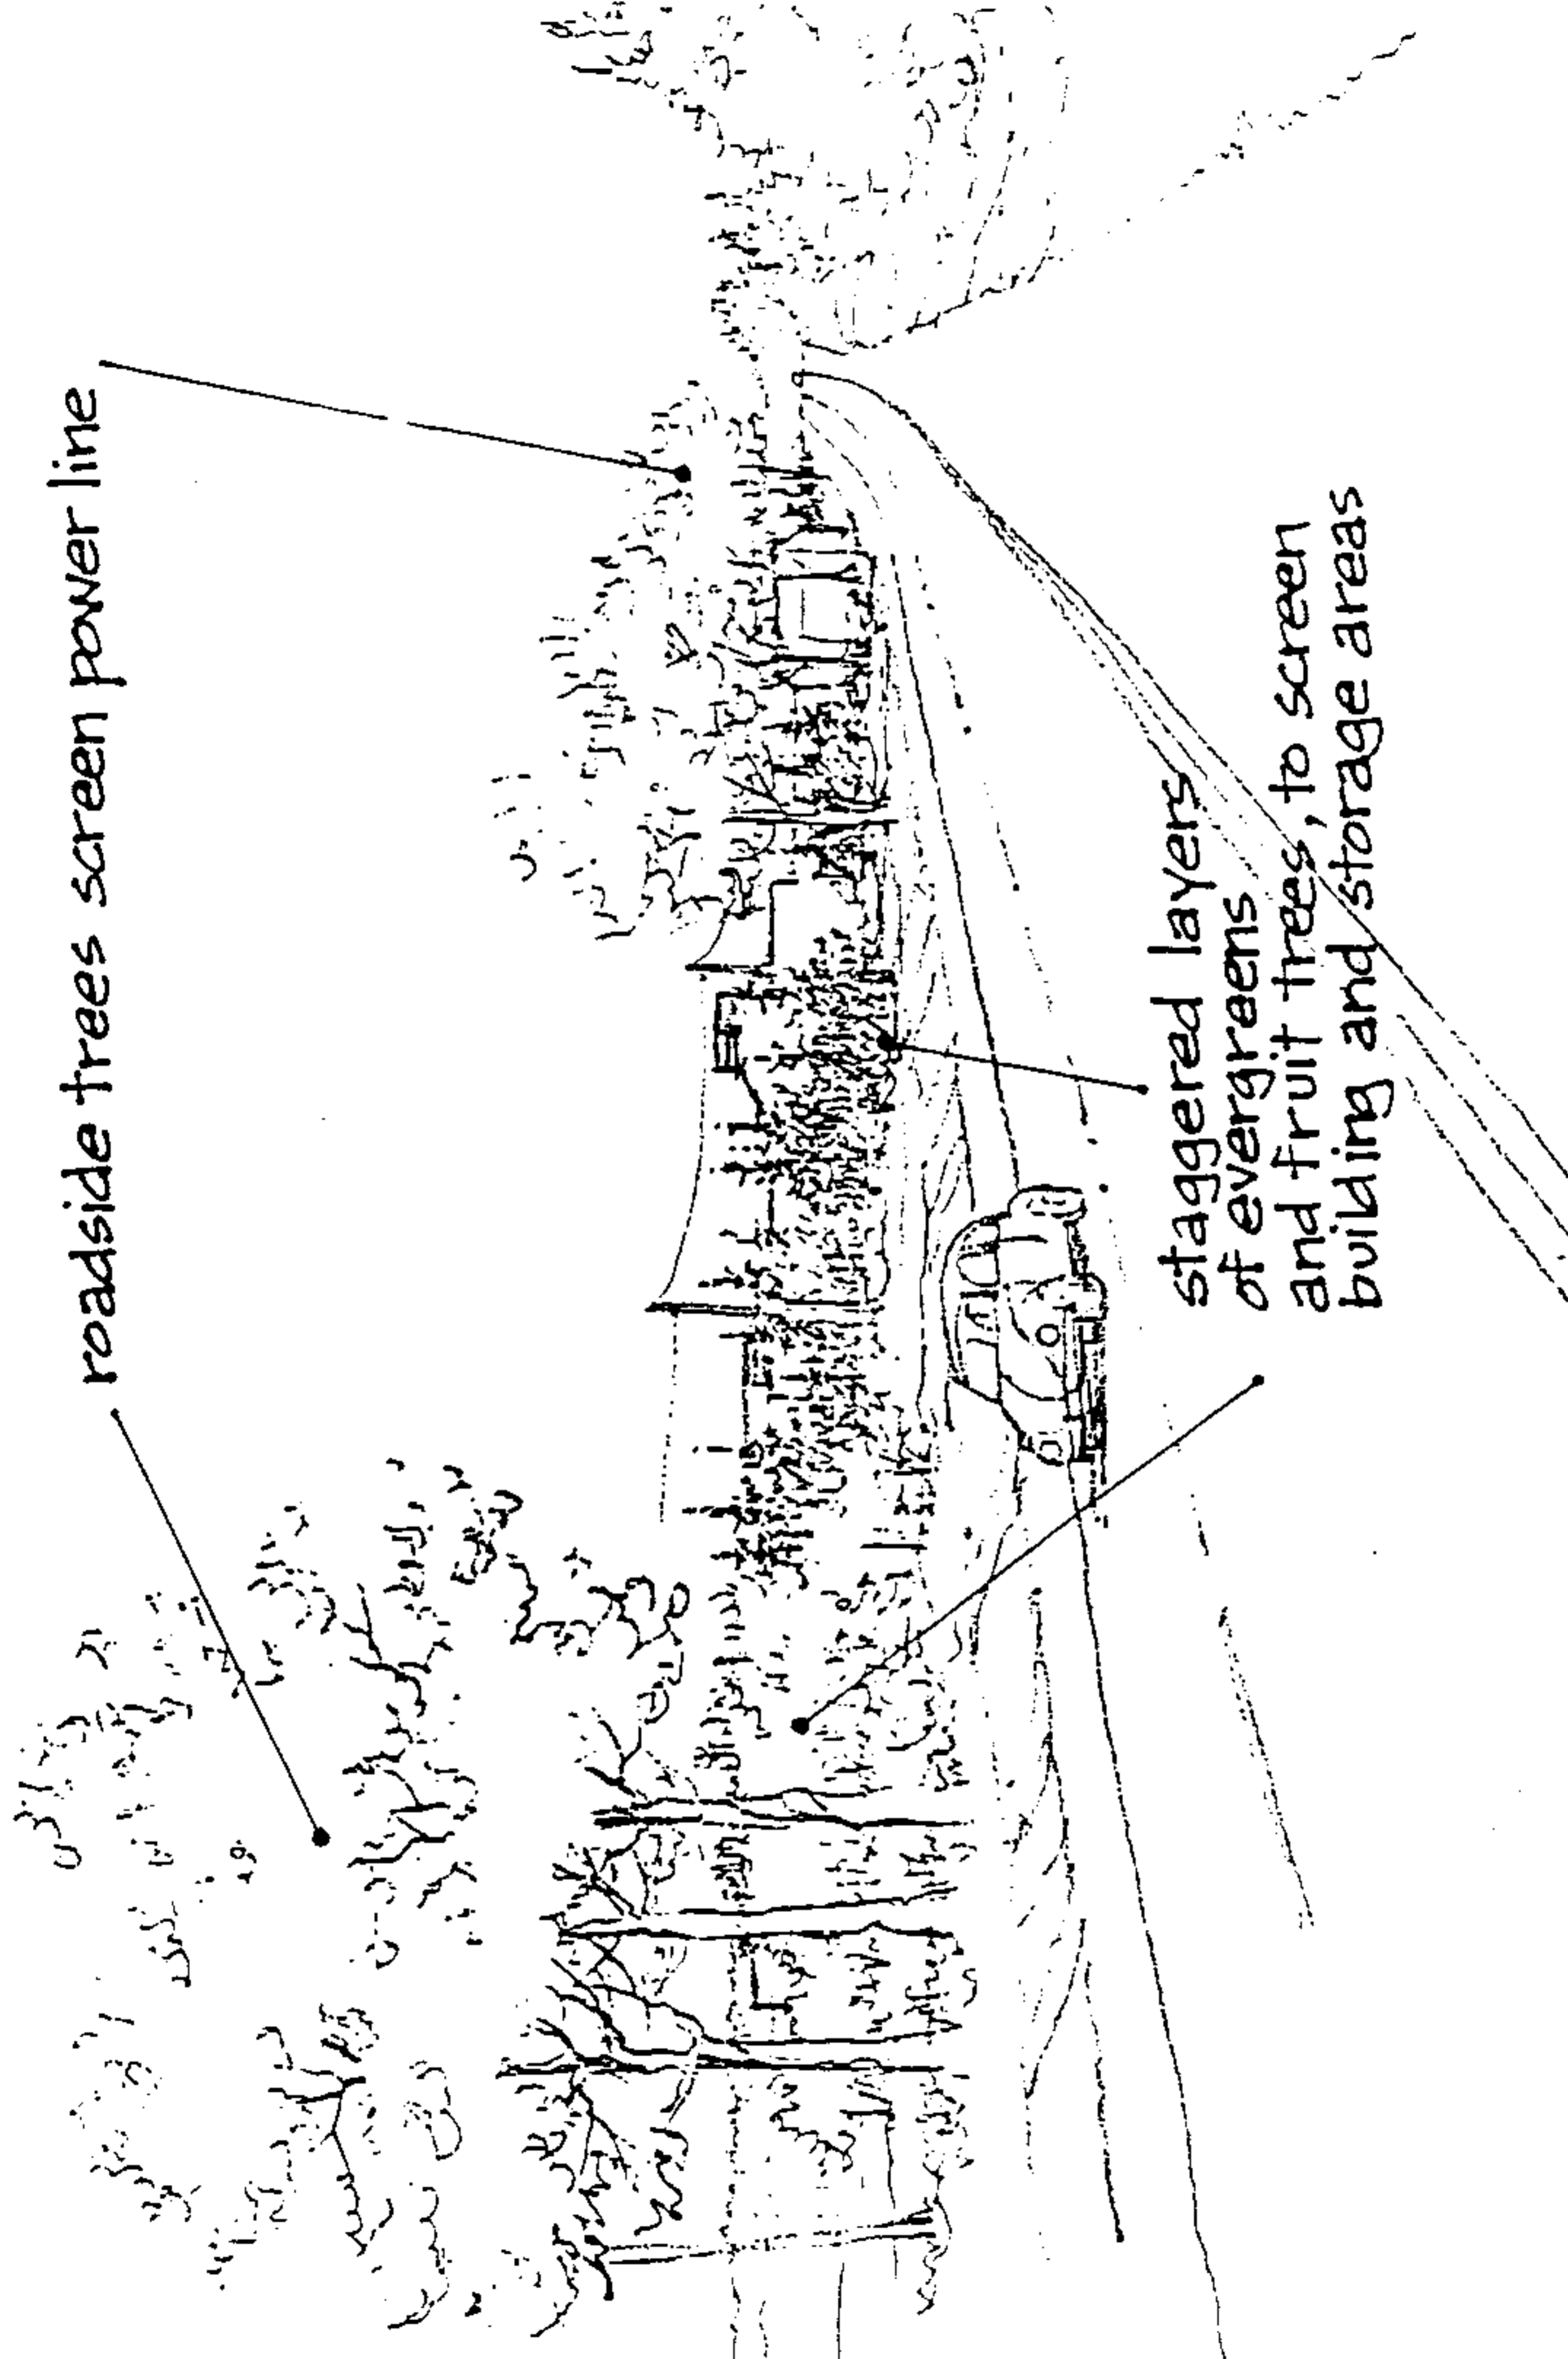 roadside trees screen power line
staggered layers
of evergreens
and fruit trees, to screen
building and storage areas